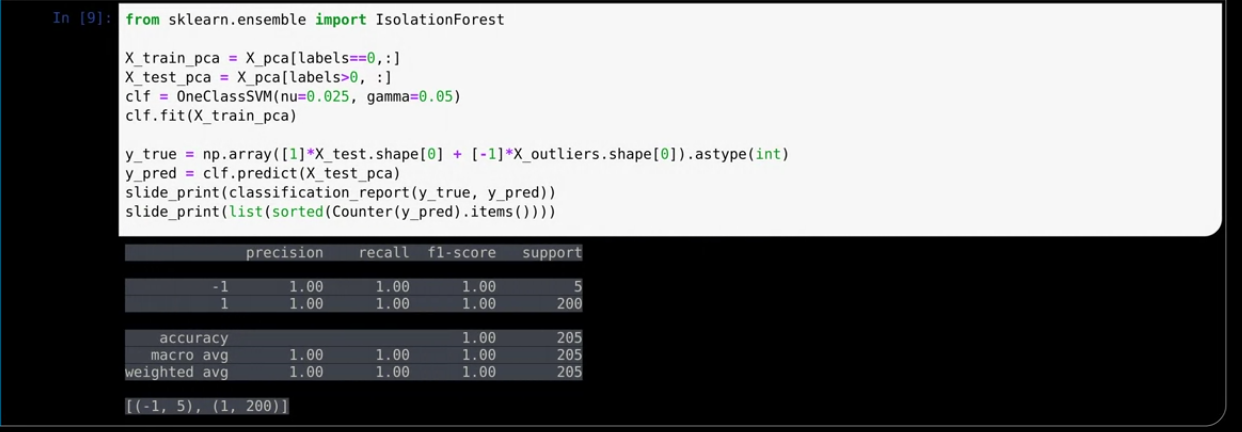 In [9]:
from sklearn.ensemble import IsolationForest
X_train_pca = X_pca[labels==0,:]
X_test_pca = X_pca[labels>0, :]
clf = OneClassSVM(nu=0.025, gamma=0.05)
clf.fit(X_train_pca)
y_true = np.array([1]*X_test.shape[0] + [-1]*X_outliers.shape[0]).astype(int)
y_pred = clf.predict(X_test_pca)
slide_print(classification_report(y_true, y_pred))
slide_print(list(sorted(Counter(y_pred).items())))
precision recall f1-score support
-1 1.00 1.00 1.00 5
1 1.00 1.00 1.00 200
accuracy 1.00 205
macro avg 1.00 1.00 1.00 205
weighted avg 1.00 1.00 1.00 205
[(-1, 5), (1, 200)]